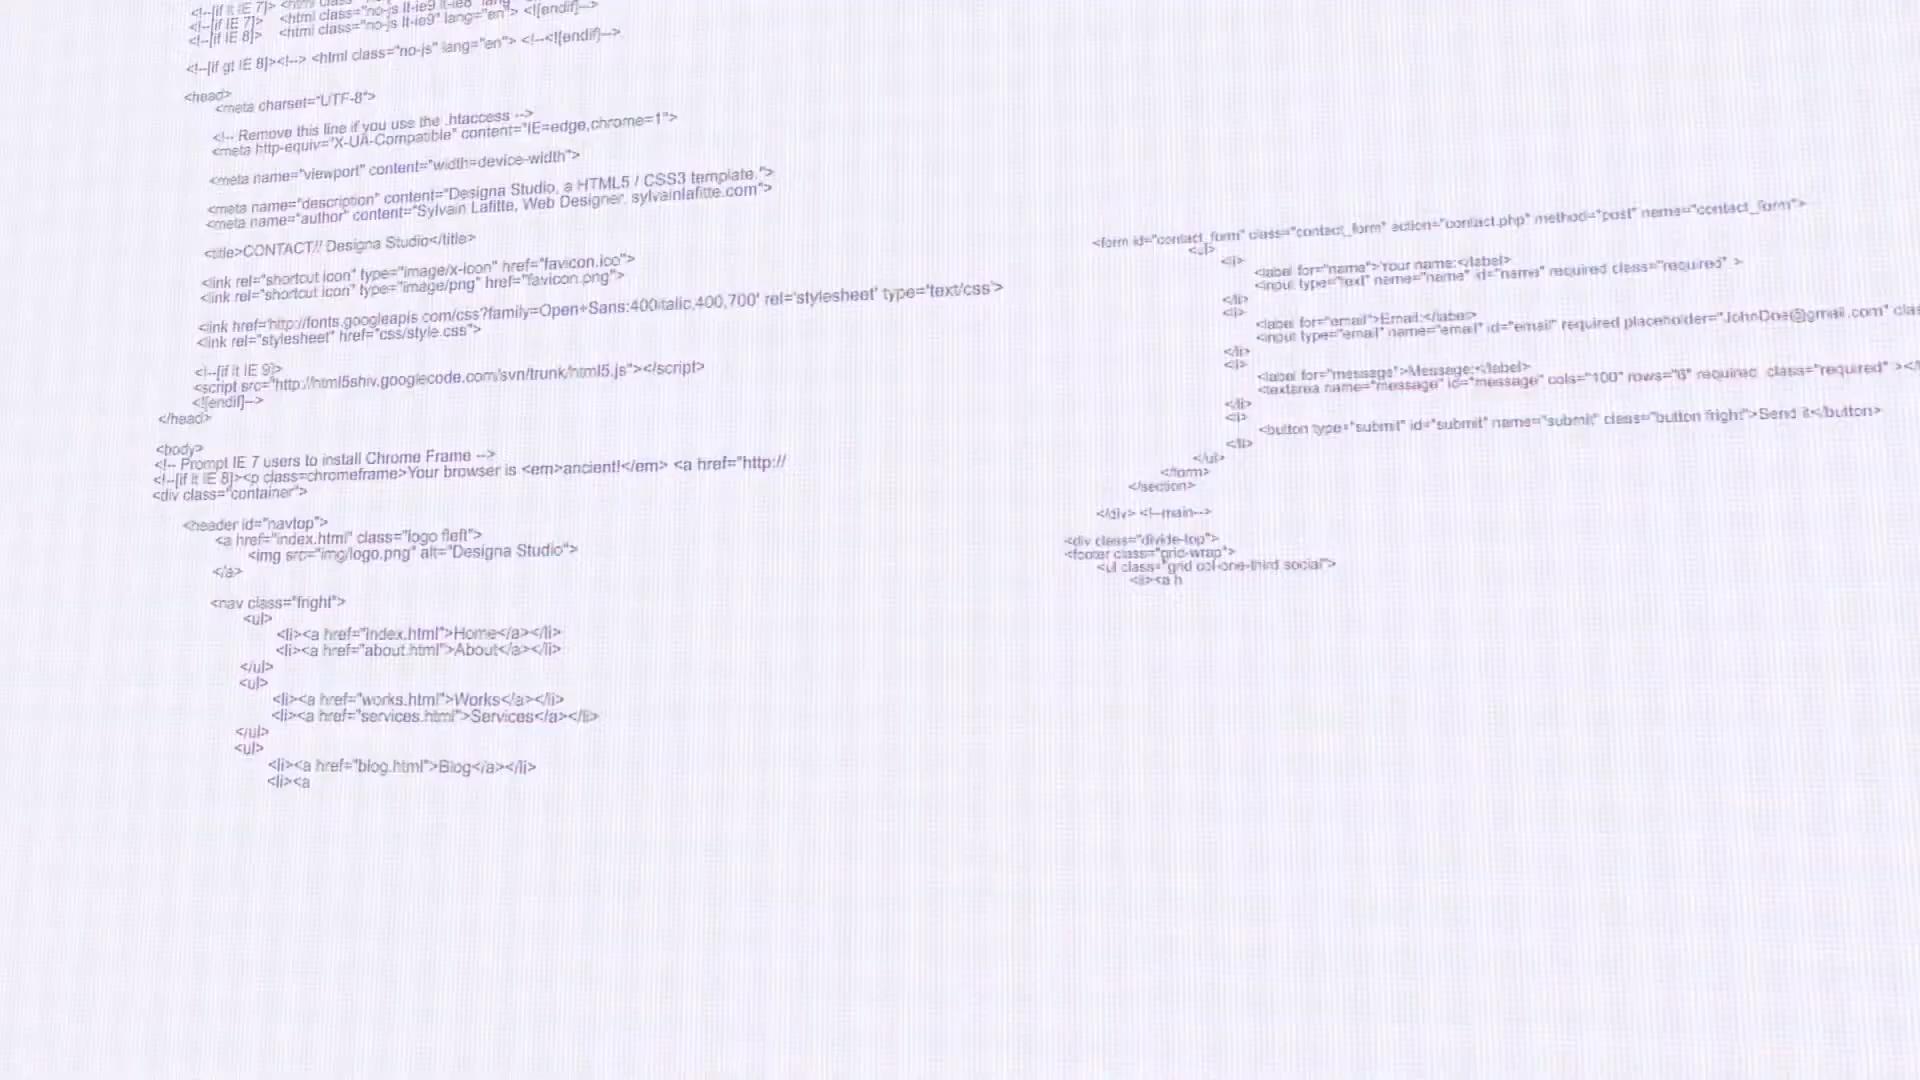 <!--[if lt IE 7]> <html class="no-js lt-ie9 lt-ie8
<!--[if IE 7]> <html class="no-js lt-ie9 lt-ie8" lang=
<!--[if IE 8]> <html class="no-js lt-ie9" lang="en"> <![endif]-->
<!--[if gt IE 8]><!--> <html class="no-js" lang="en"> <!--<![endif]-->
<head>
<meta charset="UTF-8">
<!-- Remove this line if you use the .htaccess -->
<meta http-equiv="X-UA-Compatible" content="IE=edge,chrome=1">
<meta name="viewport" content="width=device-width">
<meta name="description" content="Designa Studio, a HTML5 / CSS3 template.">
<meta name="author" content="Sylvain Lafitte, Web Designer, sylvainlafitte.com">
<title>CONTACT!! Designa Studio</title>
<link rel="shortcut icon" type="image/x-icon" href="favicon.ico">
<link rel="shortcut icon" type="image/png" href="favicon.png">
<link href='http://fonts.googleapis.com/css?family=Open+Sans:400italic,400,700' rel='stylesheet' type='text/css'>
<link rel="stylesheet" href="css/style.css">
<!--[if lt IE 9]>
<script src="http://html5shiv.googlecode.com/svn/trunk/html5.js"></script>
<![endif]-->
</head>
<body>
<!-- Prompt IE 7 users to install Chrome Frame -->
<!--[if lt IE 8]><p class=chromeframe>Your browser is <em>ancient!</em> <a href="http://
<div class="container">
<header id="navtop">
<a href="index.html" class="logo fleft">
<img src="img/logo.png" alt="Designa Studio">
</a>
<nav class="fright">
<ul>
<li><a href="index.html">Home</a></li>
<li><a href="about.html">About</a></li>
</ul>
<ul>
<li><a href="works.html">Works</a></li>
<li><a href="services.html">Services</a></li>
</ul>
<ul>
<li><a href="blog.html">Blog</a></li>
<li><a
<form id="contact_form" class="contact_form" action="contact.php" method="post" name="contact_form">
<ul>
<li>
<label for="name">Your name:</label>
<input type="text" name="name" id="name" required class="required" >
</li>
<li>
<label for="email">Email:</label>
<input type="email" name="email" id="email" required placeholder="JohnDoe@gmail.com" clas
</li>
<li>
<label for="message">Message:</label>
<textarea name="message" id="message" cols="100" rows="6" required class="required" ></
</li>
<li>
<button type="submit" id="submit" name="submit" class="button fright">Send it</button>
</li>
</ul>
</form>
</section>
</div> <!--main-->
<div class="divide-top">
<footer class="grid-wrap">
<ul class="grid col-one-third social">
<li><a h